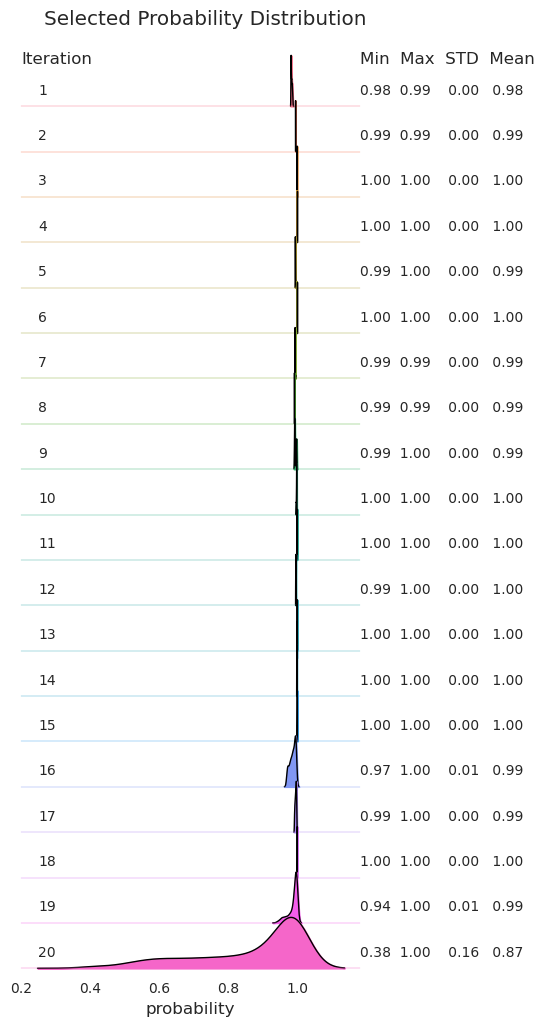 Selected Probability Distribution
Iteration Min Max STD Mean
1 0.98 0.99 0.00 0.98
2 0.99 0.99 0.00 0.99
3 1.00 1.00 0.00 1.00
4 1.00 1.00 0.00 1.00
5 0.99 1.00 0.00 0.99
6 1.00 1.00 0.00 1.00
7 0.99 0.99 0.00 0.99
8 0.99 0.99 0.00 0.99
9 0.99 1.00 0.00 0.99
10 1.00 1.00 0.00 1.00
11 1.00 1.00 0.00 1.00
12 0.99 1.00 0.00 1.00
13 1.00 1.00 0.00 1.00
14 1.00 1.00 0.00 1.00
15 1.00 1.00 0.00 1.00
16 0.97 1.00 0.01 0.99
17 0.99 1.00 0.00 0.99
18 1.00 1.00 0.00 1.00
19 0.94 1.00 0.01 0.99
20 0.38 1.00 0.16 0.87
0.2 0.4 0.6 0.8 1.0
probability